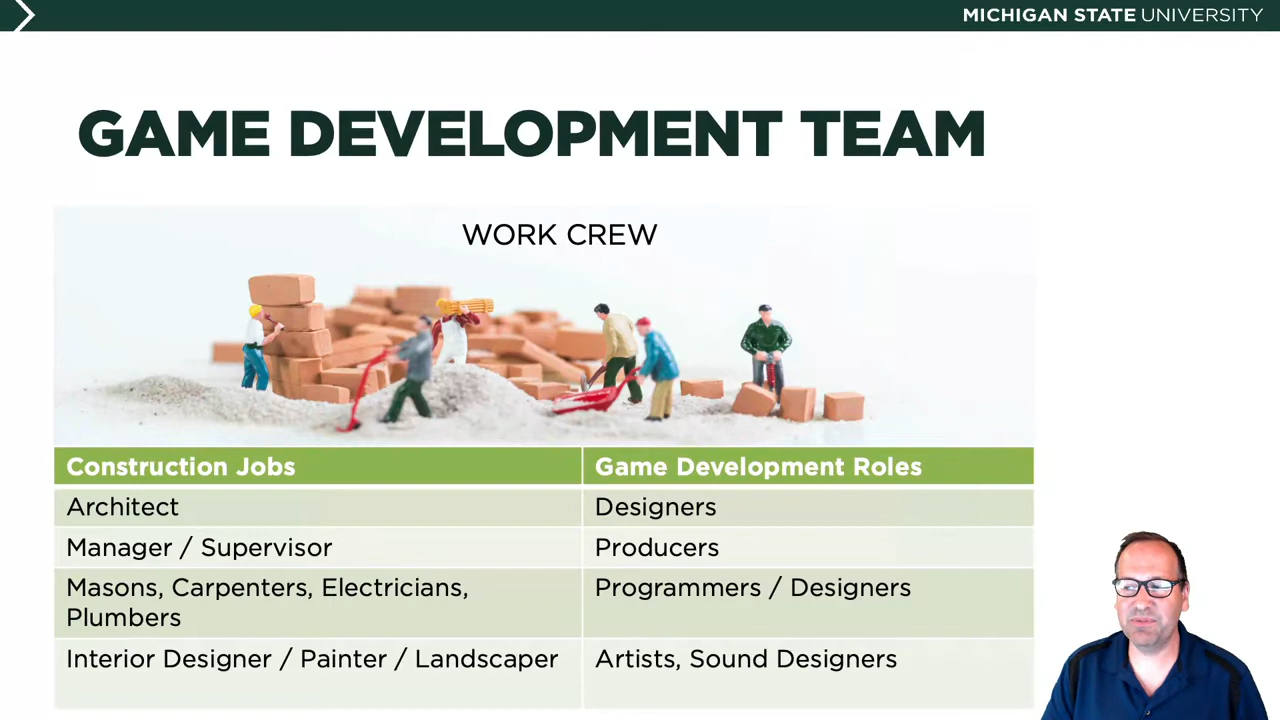 MICHIGAN STATE UNIVERSITY
GAME DEVELOPMENT TEAM
WORK CREW
Construction Jobs
Game Development Roles
Architect
Designers
Manager / Supervisor
Producers
Masons, Carpenters, Electricians,
Plumbers
Programmers / Designers
Interior Designer / Painter / Landscaper
Artists, Sound Designers